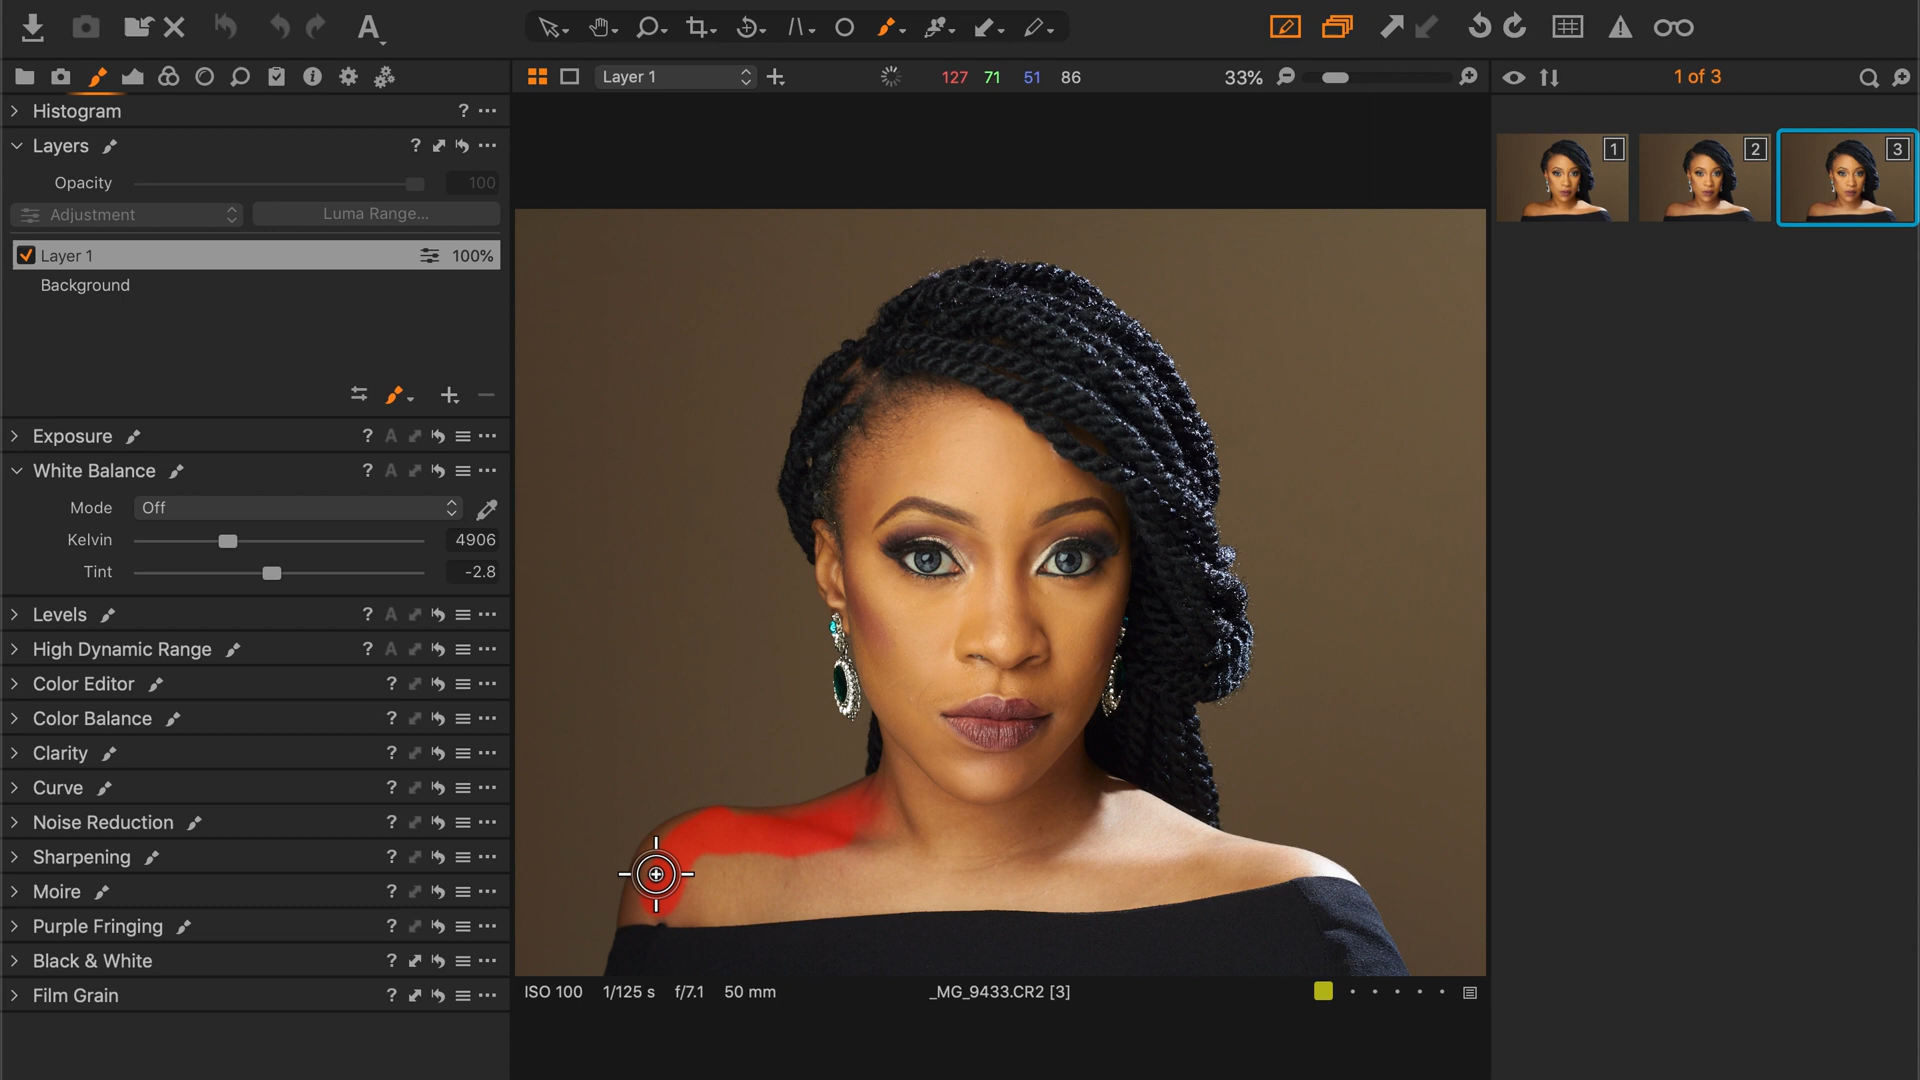 A
Layer 1
127 71 51 86
33%
1 of 3
Histogram ?
Layers ?
Opacity 100
Adjustment Luma Range...
Layer 1 100%
Background
Exposure ? A
White Balance ? A
Mode Off
Kelvin 4906
Tint -2.8
Levels ? A
High Dynamic Range ? A
Color Editor ?
Color Balance ?
Clarity ?
Curve ?
Noise Reduction ?
Sharpening ?
Moire ?
Purple Fringing ?
Black & White ?
Film Grain ?
1
2
3
ISO 100 1/125 s f/7.1 50 mm _MG_9433.CR2 [3]